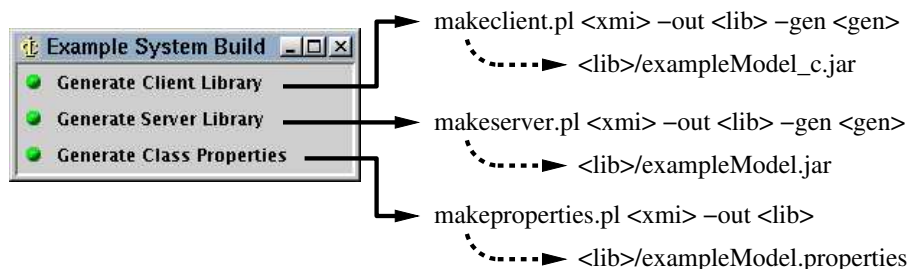 Example System Build
Generate Client Library
Generate Server Library
Generate Class Properties
makeclient.pl <xmi> −out <lib> −gen <gen>
<lib>/exampleModel_c.jar
makeserver.pl <xmi> −out <lib> −gen <gen>
<lib>/exampleModel.jar
makeproperties.pl <xmi> −out <lib>
<lib>/exampleModel.properties